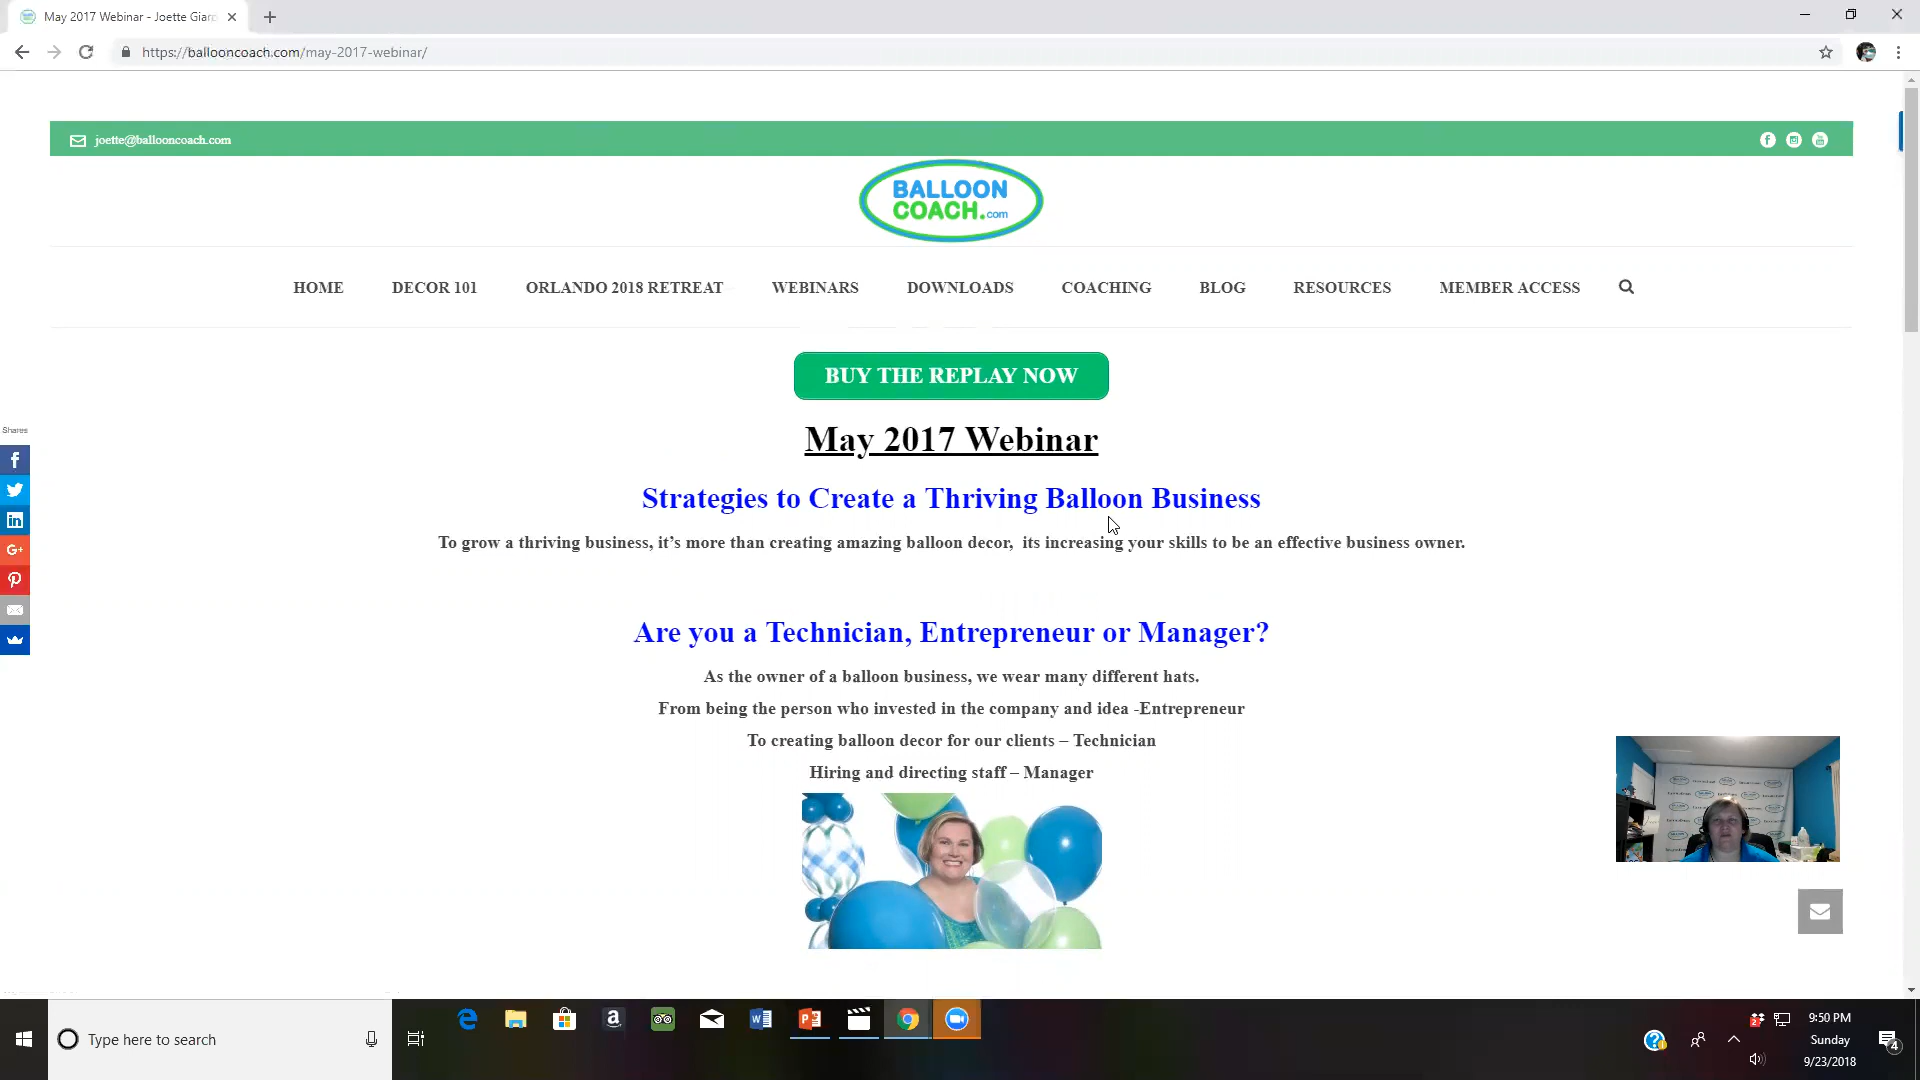 May 2017 Webinar - Joette Giard
https://ballooncoach.com/may-2017-webinar/
joette@ballooncoach.com
BALLOON
COACH.com
HOME DECOR 101 ORLANDO 2018 RETREAT WEBINARS DOWNLOADS COACHING BLOG RESOURCES MEMBER ACCESS
BUY THE REPLAY NOW
May 2017 Webinar
Shares
Strategies to Create a Thriving Balloon Business
To grow a thriving business, it’s more than creating amazing balloon decor, its increasing your skills to be an effective business owner.
Are you a Technician, Entrepreneur or Manager?
As the owner of a balloon business, we wear many different hats.
From being the person who invested in the company and idea -Entrepreneur
To creating balloon decor for our clients – Technician
Hiring and directing staff – Manager
Type here to search
9:50 PM
Sunday
9/23/2018
4